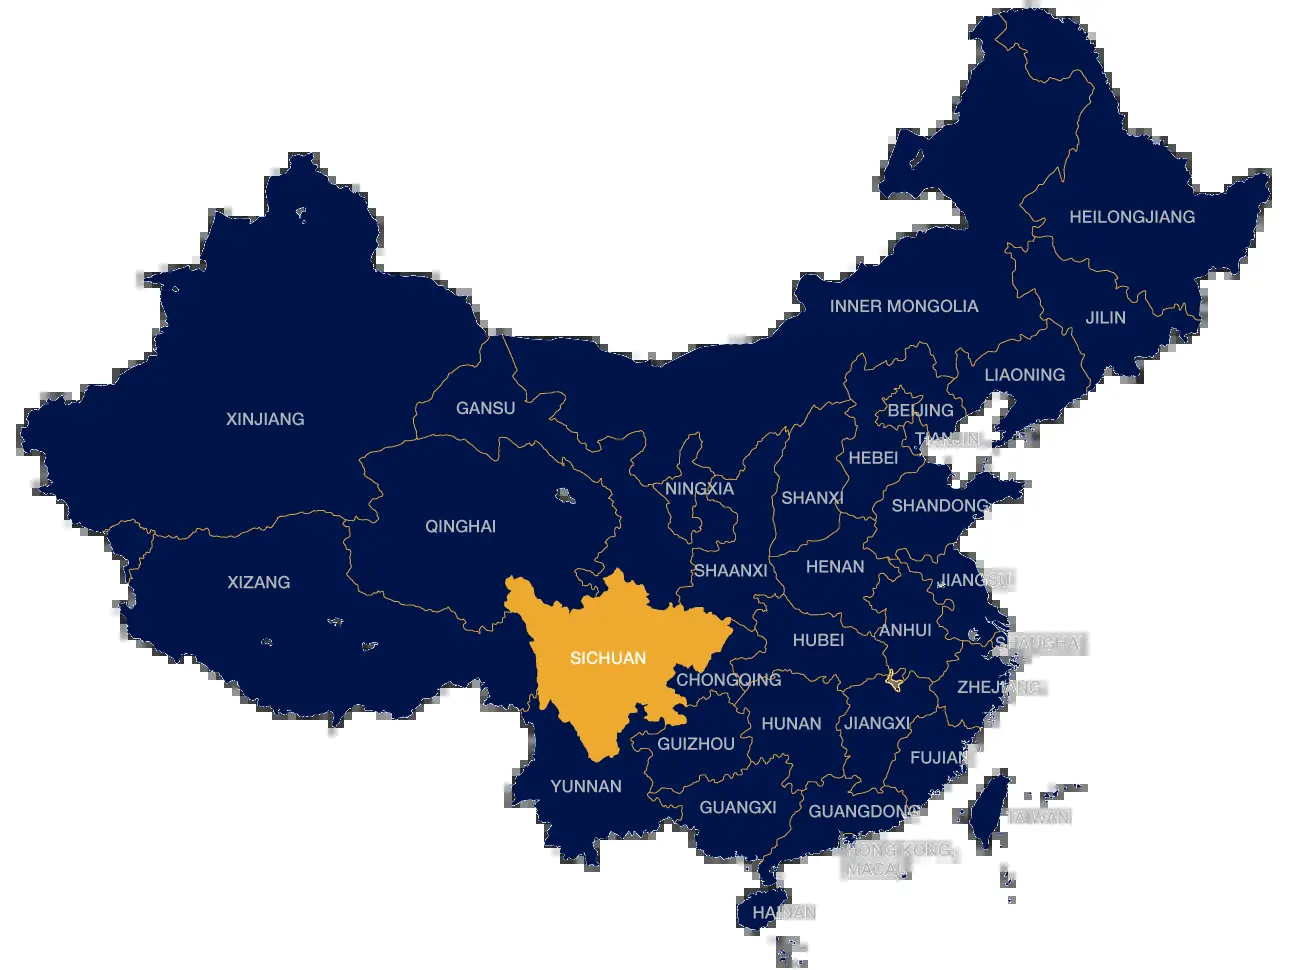 HEILONGJIANG
INNER MONGOLIA
JILIN
LIAONING
GANSU
BEIJING
XINJIANG
TIANJIN
HEBEI
NINGXIA
SHANXI
SHANDONG
QINGHAI
HENAN
SHAANXI
JIANGSU
XIZANG
ANHUI
HUBEI
SHANGHAI
SICHUAN
CHONGQING
ZHEJIANG
HUNAN
JIANGXI
GUIZHOU
FUJIAN
YUNNAN
GUANGXI
GUANGDONG
TAIWAN
HONG KONG,
MACAU
HAINAN